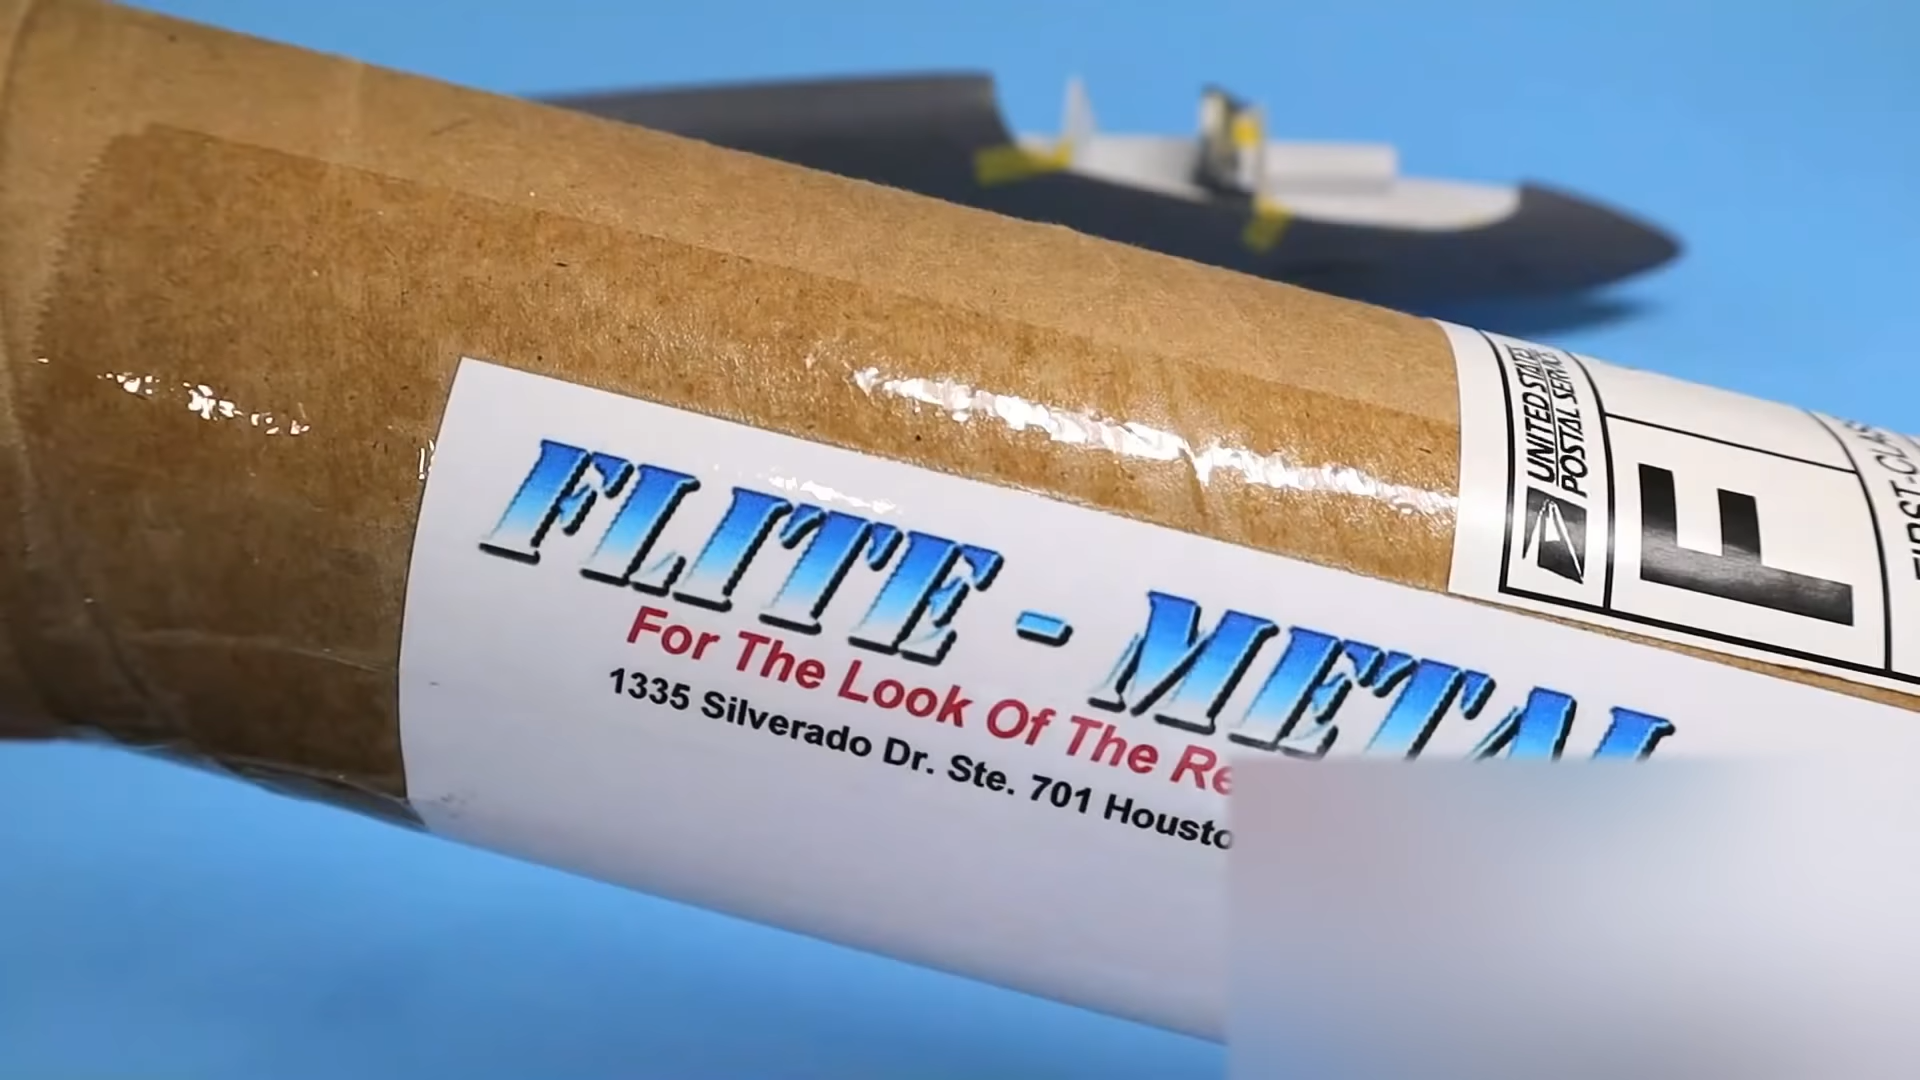 FLITE - METAL
For The Look Of The Re
1335 Silverado Dr. Ste. 701 Housto
UNITED STATES
POSTAL SERVICE
F